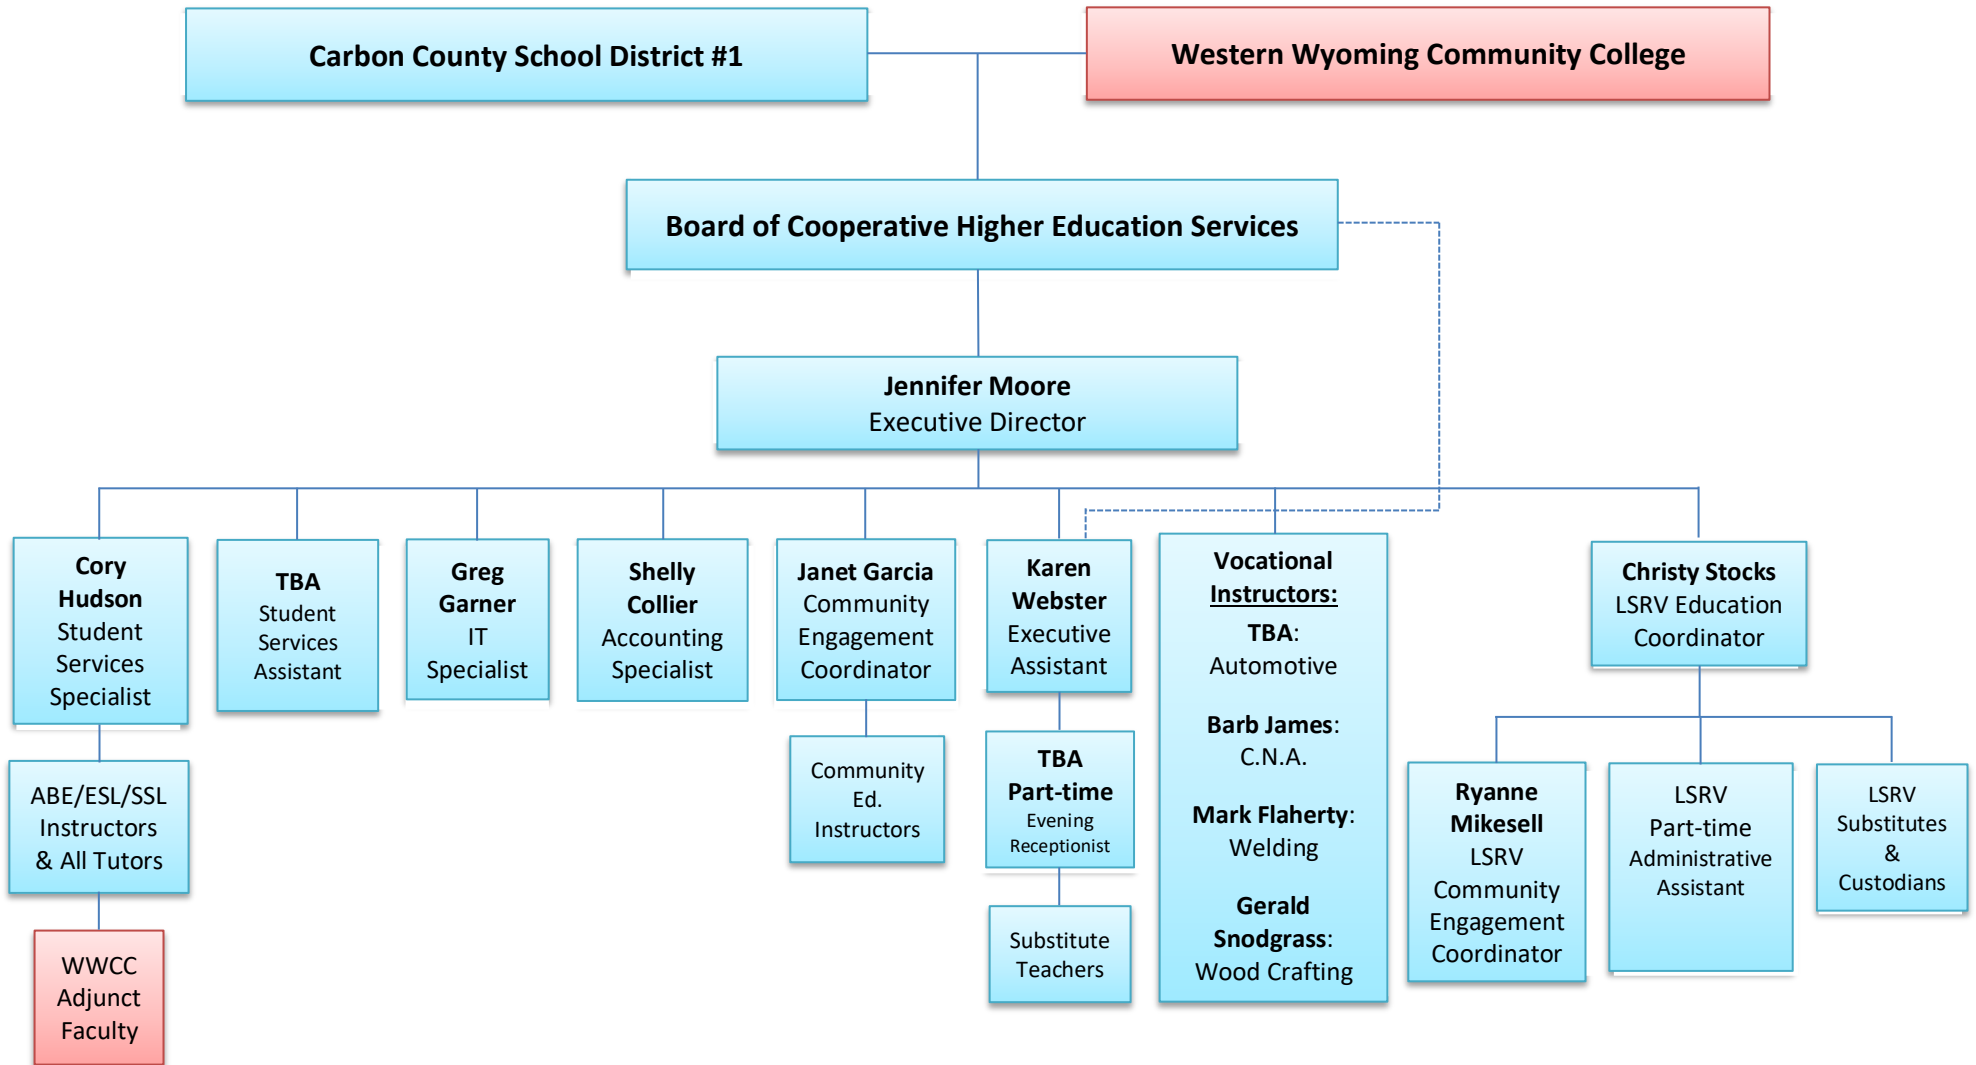 Carbon County School District #1
Western Wyoming Community College
Board of Cooperative Higher Education Services
Jennifer Moore
Executive Director
Cory
Hudson
Student
Services
Specialist
TBA
Student
Services
Assistant
Greg
Garner
IT
Specialist
Shelly
Collier
Accounting
Specialist
Janet Garcia
Community
Engagement
Coordinator
Karen
Webster
Executive
Assistant
Vocational
Instructors:
TBA:
Automotive
Barb James:
C.N.A.
Mark Flaherty:
Welding
Gerald
Snodgrass:
Wood Crafting
Christy Stocks
LSRV Education
Coordinator
ABE/ESL/SSL
Instructors
& All Tutors
WWCC
Adjunct
Faculty
Community
Ed.
Instructors
TBA
Part-time
Evening
Receptionist
Substitute
Teachers
Ryanne
Mikesell
LSRV
Community
Engagement
Coordinator
LSRV
Part-time
Administrative
Assistant
LSRV
Substitutes
&
Custodians